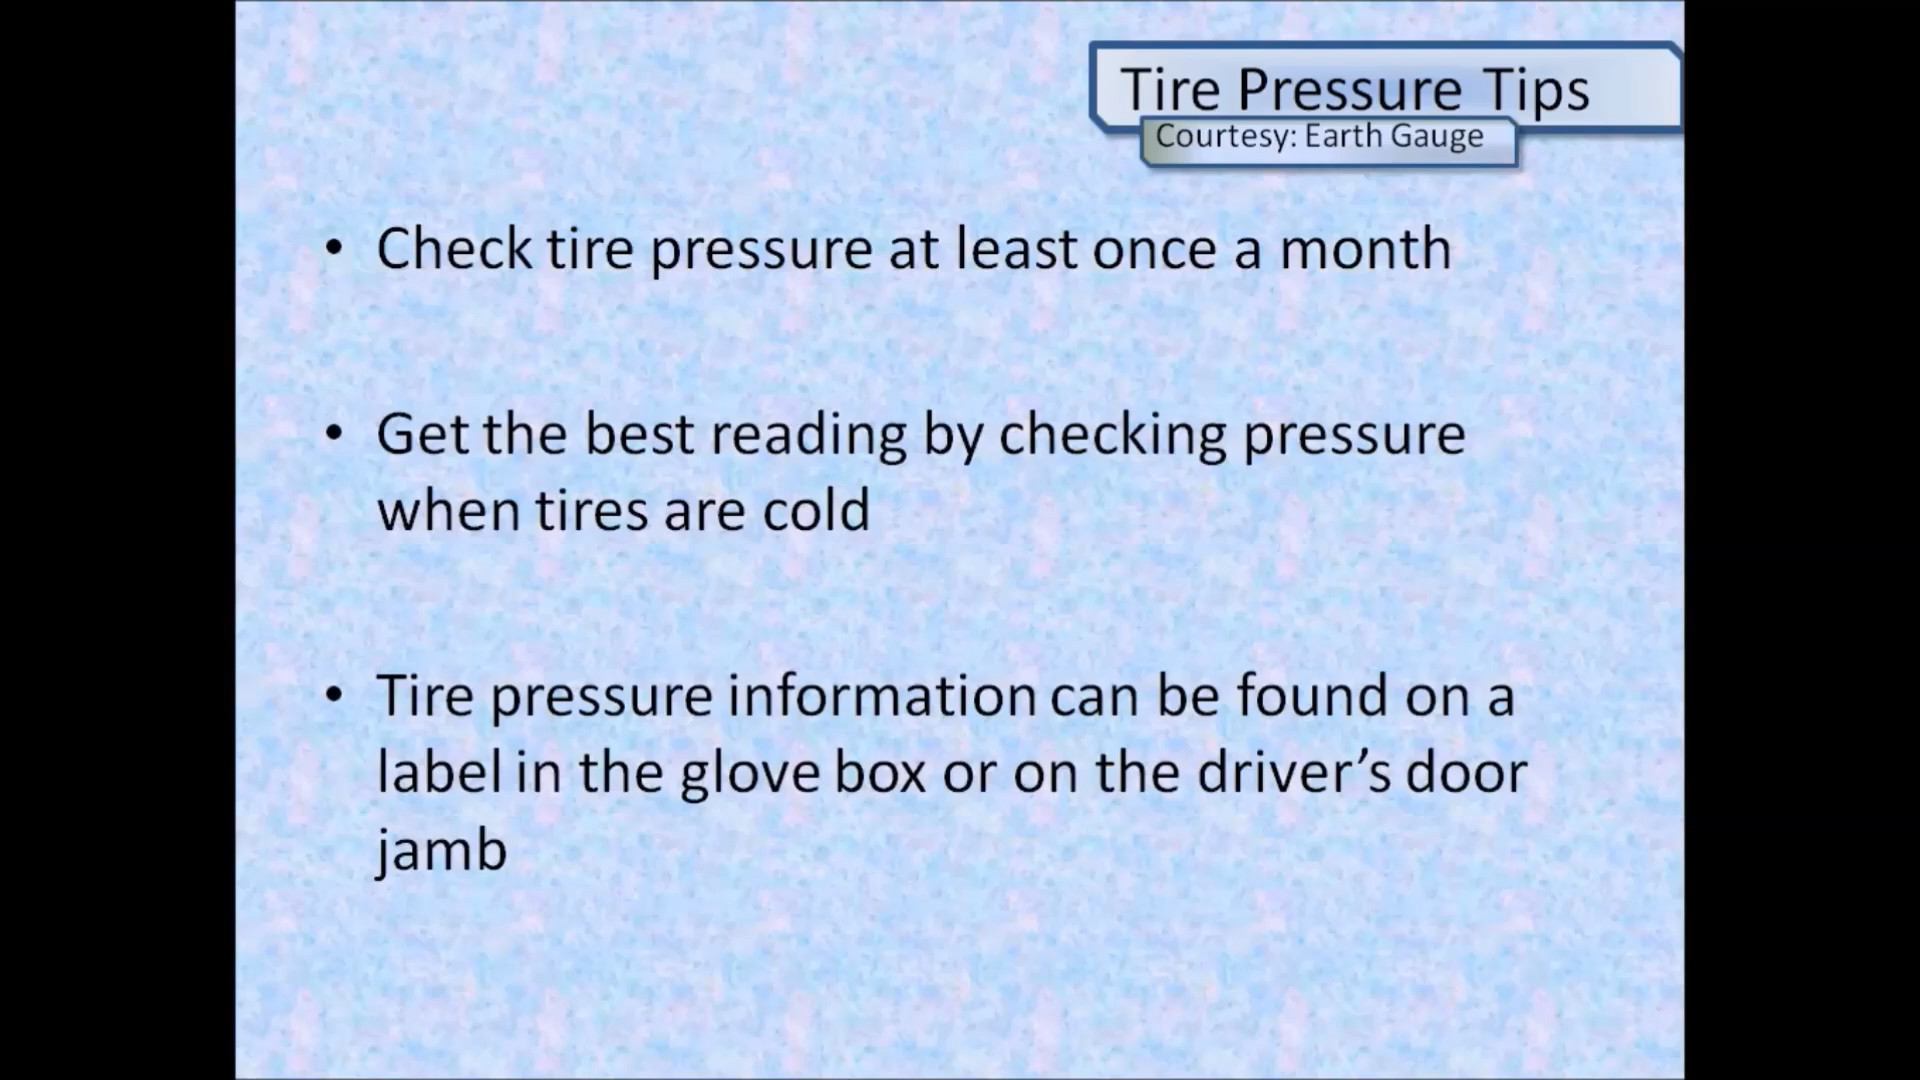 Tire Pressure Tips
Courtesy: Earth Gauge
• Check tire pressure at least once a month
• Get the best reading by checking pressure
when tires are cold
• Tire pressure information can be found on a
label in the glove box or on the driver’s door
jamb